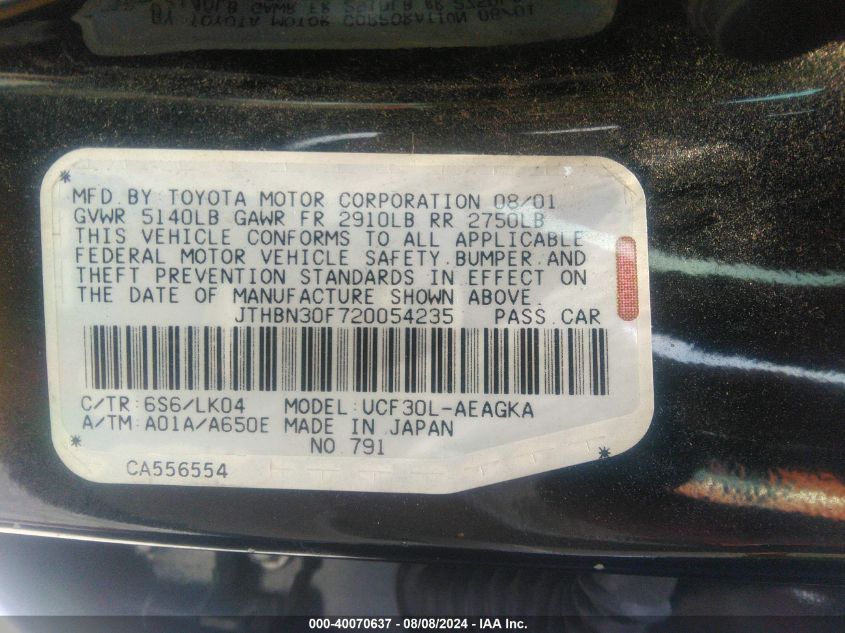 MFD. BY TOYOTA MOTOR CORPORATION 08/01
GVWR 5140LB GAWR FR 2910LB RR 2750LB
THIS VEHICLE CONFORMS TO ALL APPLICABLE
FEDERAL MOTOR VEHICLE SAFETY. BUMPER. AND
THEFT PREVENTION STANDARDS IN EFFECT ON
THE DATE OF MANUFACTURE SHOWN ABOVE.
JTHBN30F720054235 PASS. CAR
C/TR: 6S6/LK04 MODEL: UCF30L-AEAGKA
A/TM: A01A/A650E MADE IN JAPAN
NO. 791
CA556554
000-40070637 - 08/08/2024 - IAA Inc.